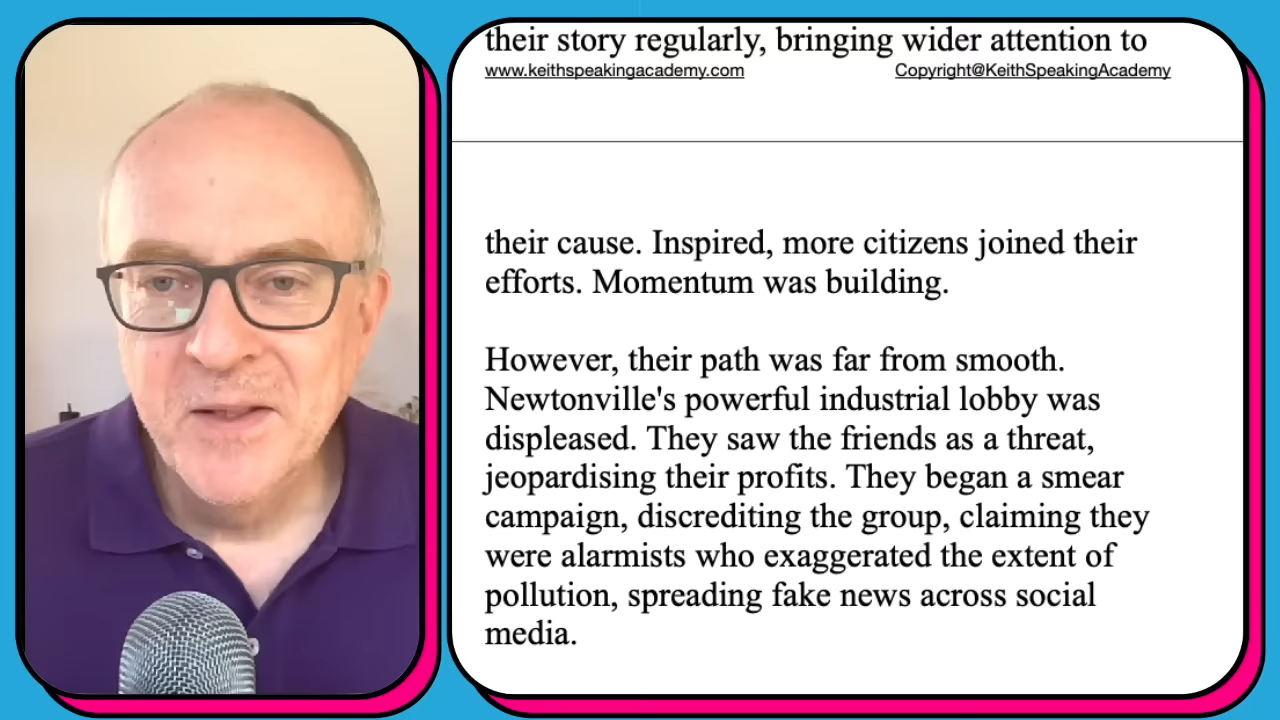 their story regularly, bringing wider attention to
www.keithspeakingacademy.com
Copyright@KeithSpeakingAcademy
their cause. Inspired, more citizens joined their
efforts. Momentum was building.
However, their path was far from smooth.
Newtonville's powerful industrial lobby was
displeased. They saw the friends as a threat,
jeopardising their profits. They began a smear
campaign, discrediting the group, claiming they
were alarmists who exaggerated the extent of
pollution, spreading fake news across social
media.